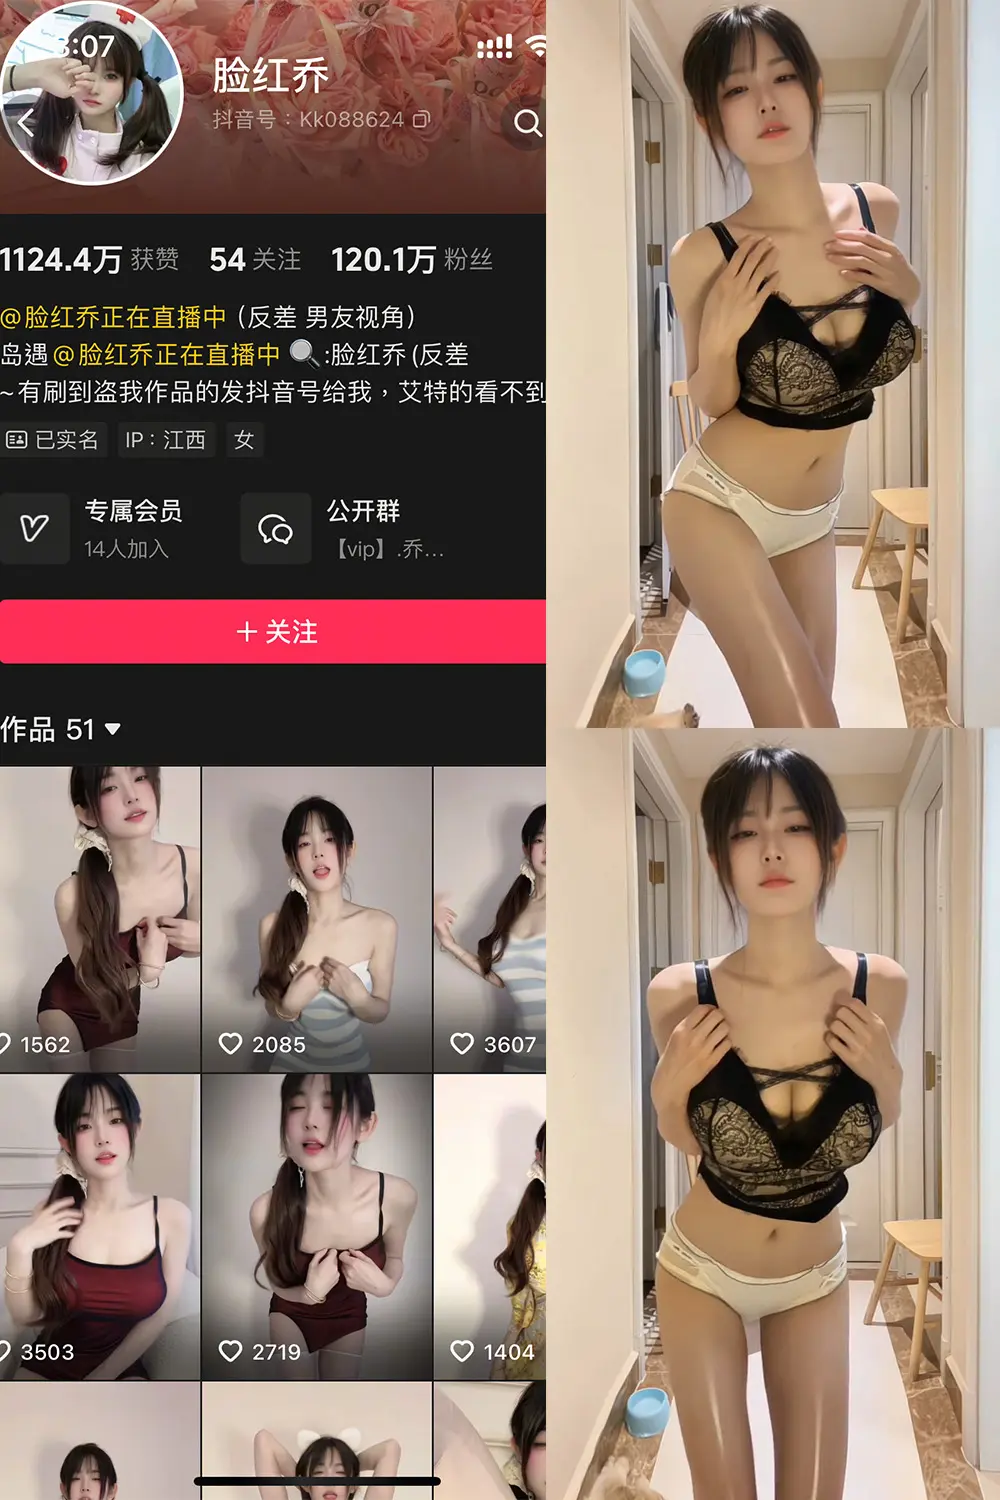 3:07
脸红乔
抖音号：Kk088624
1124.4万 获赞 54 关注 120.1万 粉丝
@脸红乔正在直播中（反差 男友视角）
岛遇@脸红乔正在直播中 🔍:脸红乔 (反差
~有刷到盗我作品的发抖音号给我，艾特的看不到
已实名 IP：江西 女
专属会员 公开群
14人加入 【vip】.乔...
＋关注
作品 51
1562 2085 3607
3503 2719 1404